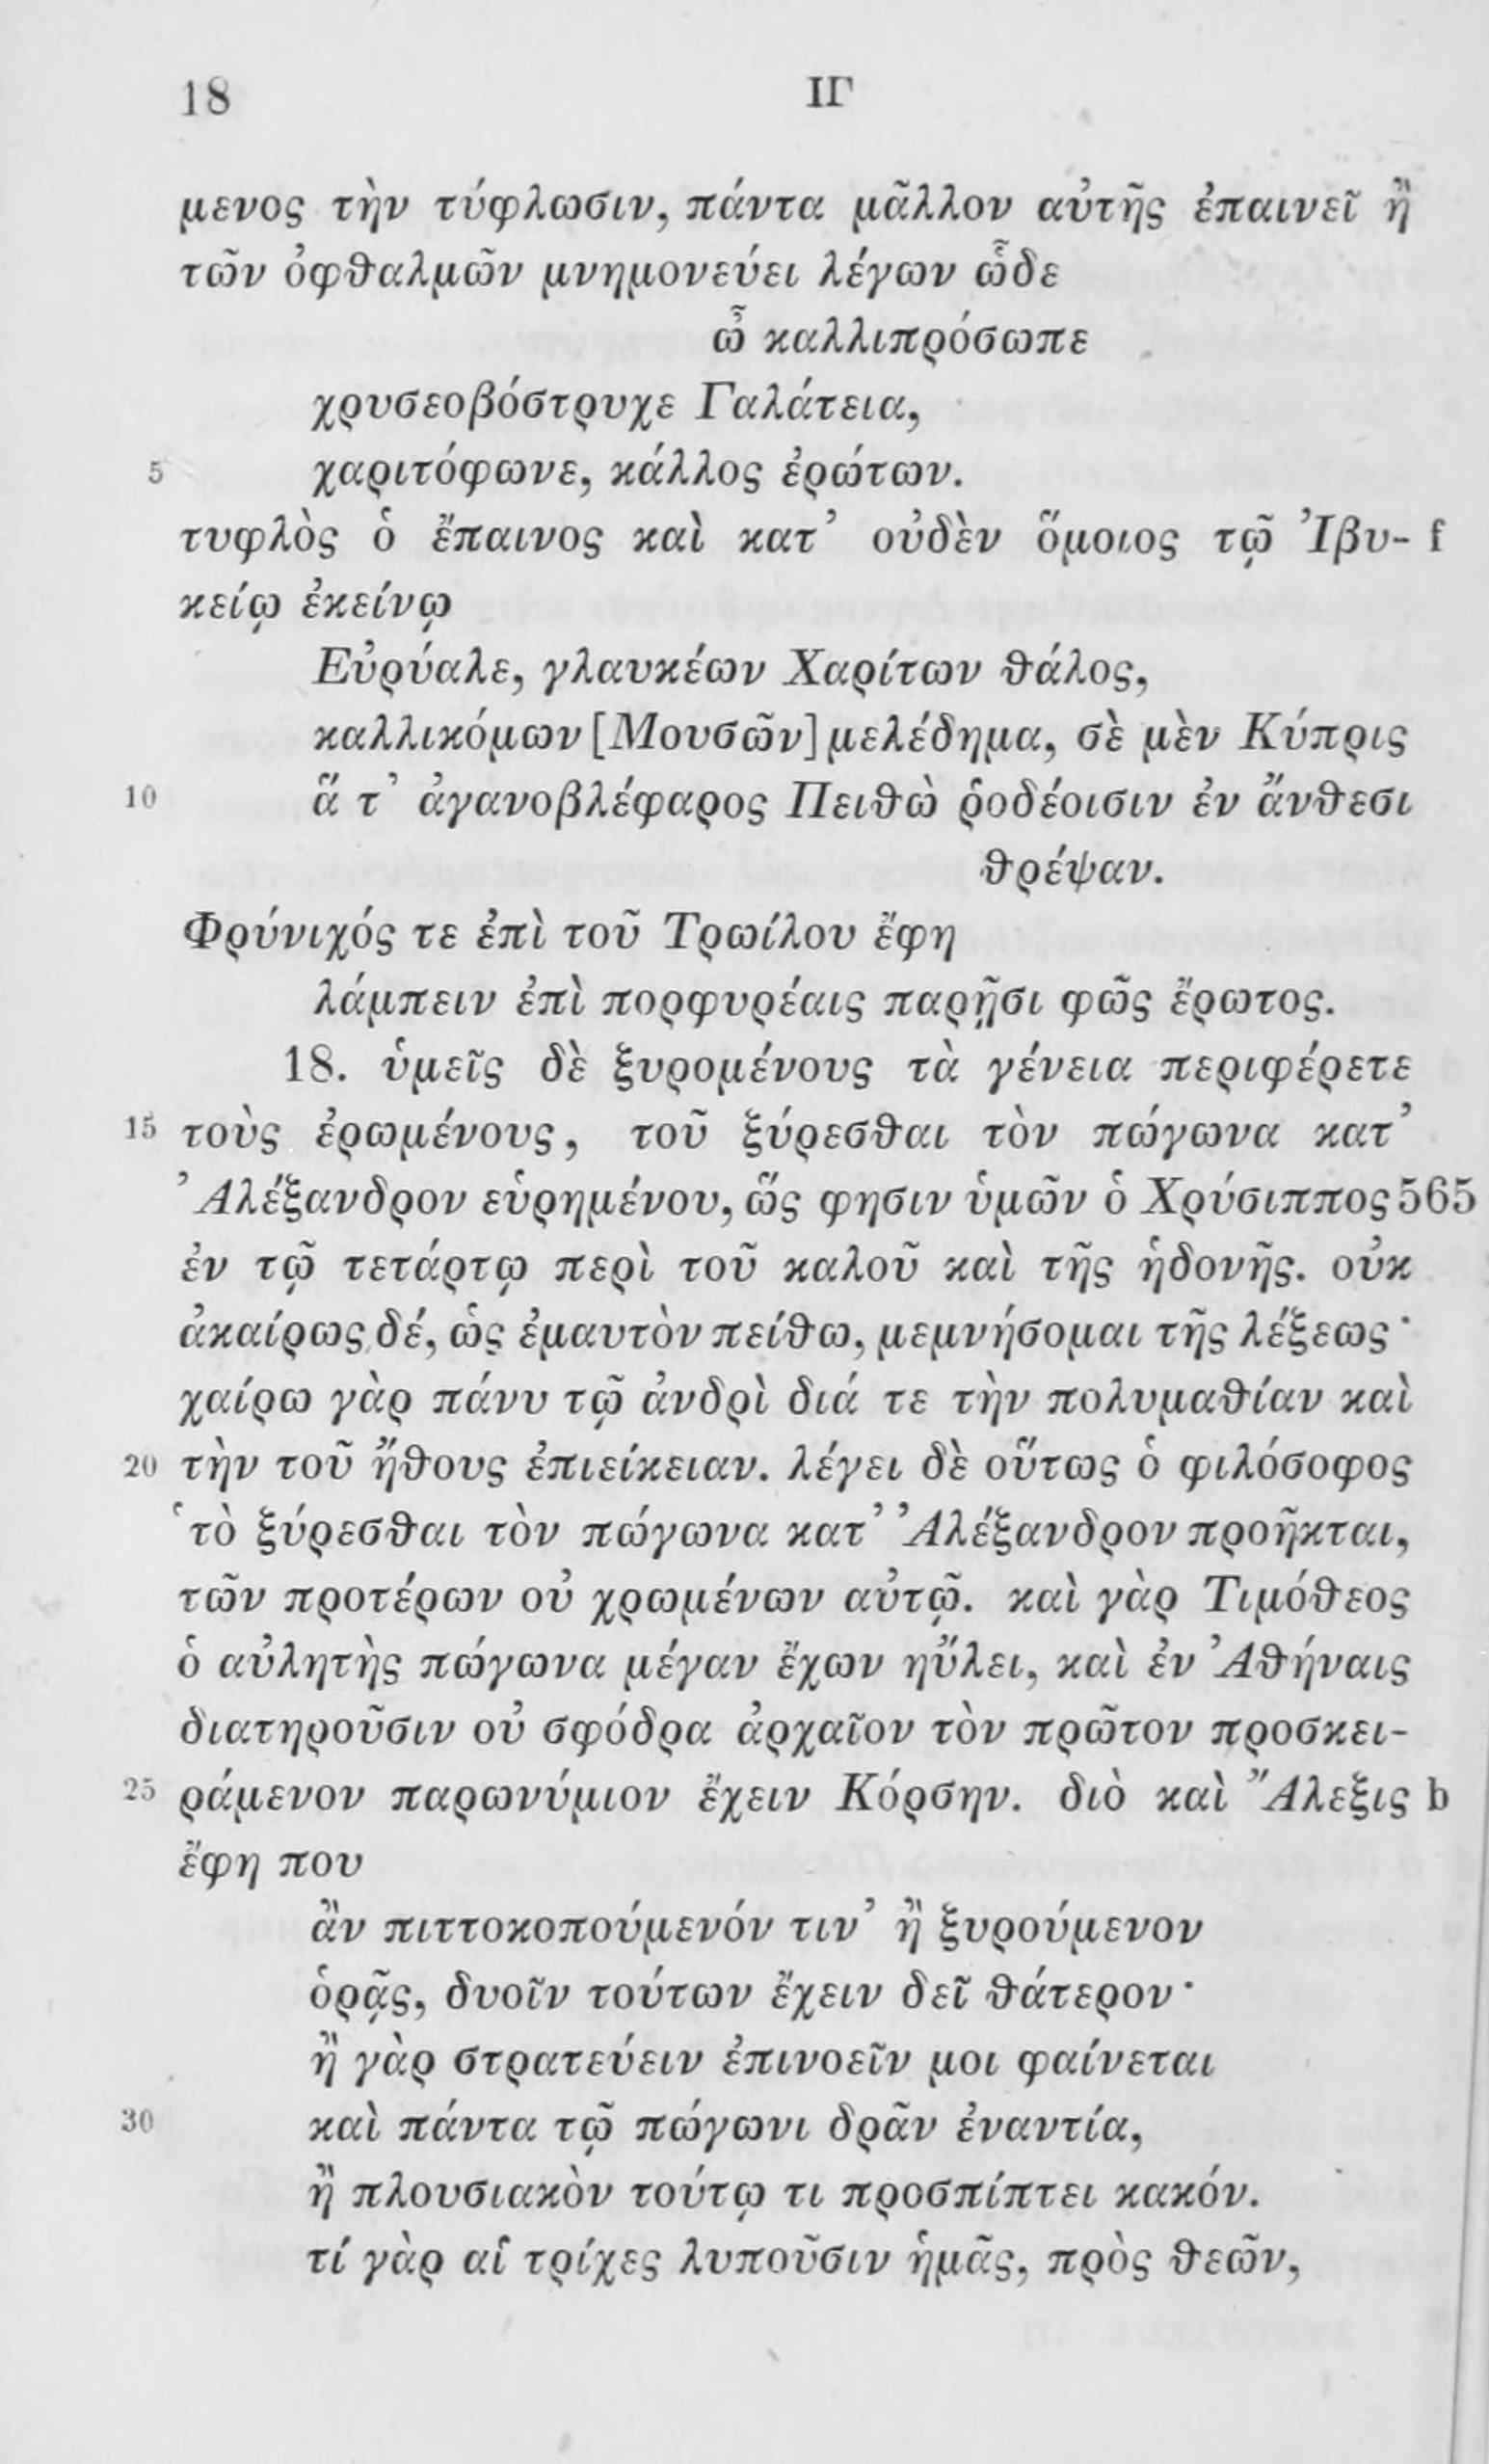 18 ΙΓ
μενος τὴν τύφλωσιν, πάντα μᾶλλον αὐτῆς ἐπαινεῖ ἢ
τῶν ὀφθαλμῶν μνημονεύει λέγων ὧδε
ὦ καλλιπρόσωπε
χρυσεοβόστρυχε Γαλάτεια,
5 χαριτόφωνε, κάλλος ἐρώτων.
τυφλὸς ὁ ἔπαινος καὶ κατ’ οὐδὲν ὅμοιος τῷ Ἰβυ- f
κείῳ ἐκείνῳ
Εὐρύαλε, γλαυκέων Χαρίτων θάλος,
καλλικόμων [Μουσῶν] μελέδημα, σὲ μὲν Κύπρις
10 ἅ τ’ ἀγανοβλέφαρος Πειθὼ ῥοδέοισιν ἐν ἄνθεσι
θρέψαν.
Φρύνιχός τε ἐπὶ τοῦ Τρωίλου ἔφη
λάμπειν ἐπὶ πορφυρέαις παρῇσι φῶς ἔρωτος.
18. ὑμεῖς δὲ ξυρομένους τὰ γένεια περιφέρετε
15 τοὺς ἐρωμένους, τοῦ ξύρεσθαι τὸν πώγωνα κατ’
Ἀλέξανδρον εὑρημένου, ὥς φησιν ὑμῶν ὁ Χρύσιππος 565
ἐν τῷ τετάρτῳ περὶ τοῦ καλοῦ καὶ τῆς ἡδονῆς. οὐκ
ἀκαίρως δέ, ὡς ἐμαυτὸν πείθω, μεμνήσομαι τῆς λέξεως·
χαίρω γὰρ πάνυ τῷ ἀνδρὶ διά τε τὴν πολυμαθίαν καὶ
20 τὴν τοῦ ἤθους ἐπιείκειαν. λέγει δὲ οὕτως ὁ φιλόσοφος
‘τὸ ξύρεσθαι τὸν πώγωνα κατ’ Ἀλέξανδρον προῆκται,
τῶν προτέρων οὐ χρωμένων αὐτῷ. καὶ γὰρ Τιμόθεος
ὁ αὐλητὴς πώγωνα μέγαν ἔχων ηὔλει, καὶ ἐν Ἀθήναις
διατηροῦσιν οὐ σφόδρα ἀρχαῖον τὸν πρῶτον προσκει-
25 ράμενον παρωνύμιον ἔχειν Κόρσην. διὸ καὶ Ἄλεξις b
ἔφη που
ἂν πιττοκοπούμενόν τιν’ ἢ ξυρούμενον
ὁρᾷς, δυοῖν τούτων ἔχειν δεῖ θάτερον·
ἢ γὰρ στρατεύειν ἐπινοεῖν μοι φαίνεται
30 καὶ πάντα τῷ πώγωνι δρᾶν ἐναντία,
ἢ πλουσιακὸν τούτῳ τι προσπίπτει κακόν.
τί γὰρ αἱ τρίχες λυποῦσιν ἡμᾶς, πρὸς θεῶν,